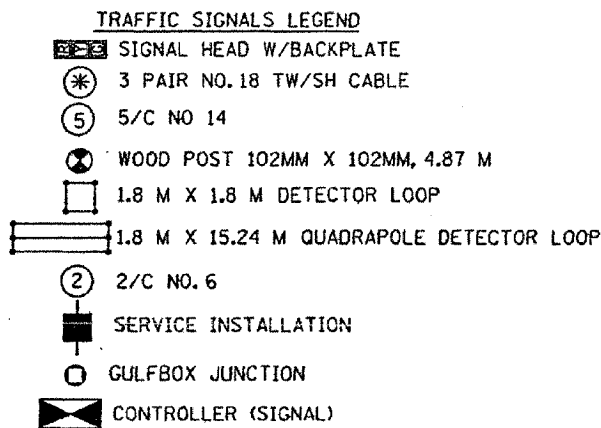 TRAFFIC SIGNALS LEGEND
SIGNAL HEAD W/BACKPLATE
* 3 PAIR NO.18 TW/SH CABLE
5 5/C NO 14
WOOD POST 102MM X 102MM, 4.87 M
1.8 M X 1.8 M DETECTOR LOOP
1.8 M X 15.24 M QUADRAPOLE DETECTOR LOOP
2 2/C NO.6
SERVICE INSTALLATION
GULFBOX JUNCTION
CONTROLLER (SIGNAL)